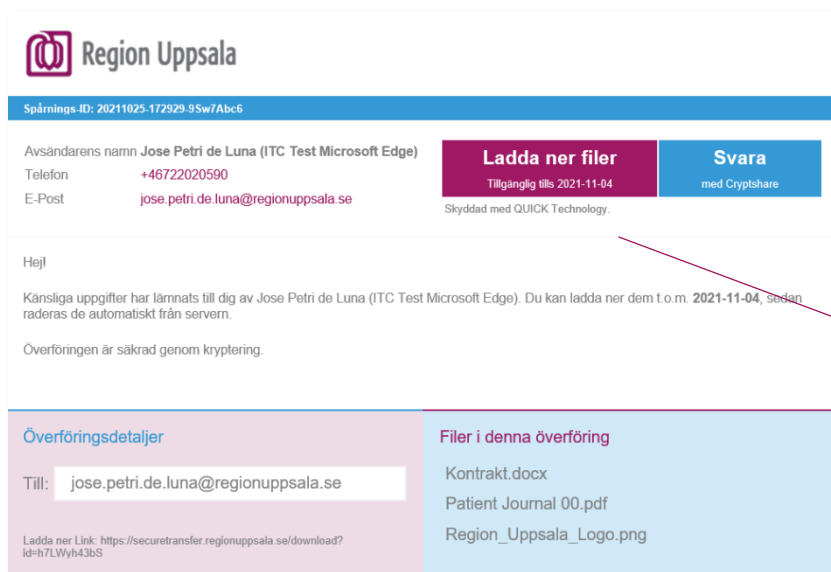 Region Uppsala
Spårnings-ID: 20211025-172929-9Sw7Abc6
Avsändarens namn Jose Petri de Luna (ITC Test Microsoft Edge)
Telefon +46722020590
E-Post jose.petri.de.luna@regionuppsala.se
Ladda ner filer
Tillgänglig tills 2021-11-04
Svara
med Cryptshare
Skyddad med QUICK Technology.
Hej!
Känsliga uppgifter har lämnats till dig av Jose Petri de Luna (ITC Test Microsoft Edge). Du kan ladda ner dem t.o.m. 2021-11-04, sedan
raderas de automatiskt från servern.
Överföringen är säkrad genom kryptering.
Överföringsdetaljer
Till: jose.petri.de.luna@regionuppsala.se
Ladda ner Link: https://securetransfer.regionuppsala.se/download?
id=h7LWyh43bS
Filer i denna överföring
Kontrakt.docx
Patient Journal 00.pdf
Region_Uppsala_Logo.png